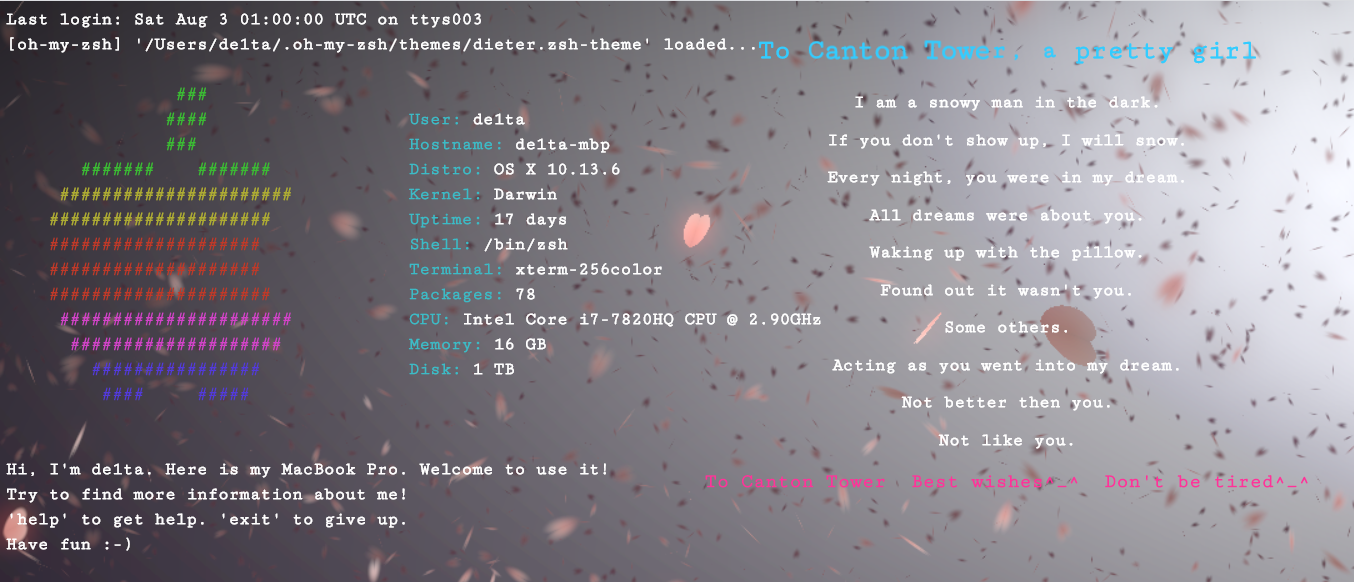 Last login: Sat Aug 3 01:00:00 UTC on ttys003
[oh-my-zsh] '/Users/de1ta/.oh-my-zsh/themes/dieter.zsh-theme' loaded...
###
####
###
#######    #######
######################
#####################
####################
####################
#####################
######################
####################
################
####     #####
User: de1ta
Hostname: de1ta-mbp
Distro: OS X 10.13.6
Kernel: Darwin
Uptime: 17 days
Shell: /bin/zsh
Terminal: xterm-256color
Packages: 78
CPU: Intel Core i7-7820HQ CPU @ 2.90GHz
Memory: 16 GB
Disk: 1 TB
Hi, I'm de1ta. Here is my MacBook Pro. Welcome to use it!
Try to find more information about me!
'help' to get help. 'exit' to give up.
Have fun :-)
To Canton Tower, a pretty girl
I am a snowy man in the dark.
If you don't show up, I will snow.
Every night, you were in my dream.
All dreams were about you.
Waking up with the pillow.
Found out it wasn't you.
Some others.
Acting as you went into my dream.
Not better then you.
Not like you.
To Canton Tower  Best wishes^_^  Don't be tired^_^